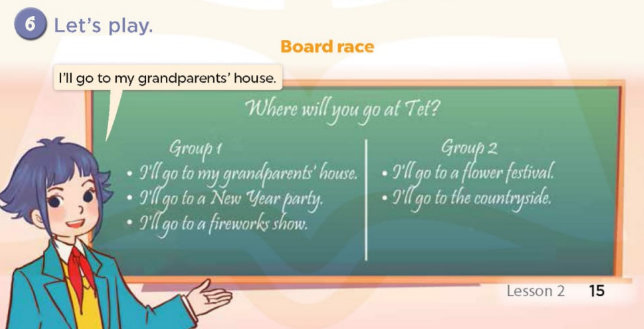 6 Let's play.
Board race
I'll go to my grandparents' house.
Where will you go at Tet?
Group 1
• I'll go to my grandparents' house.
• I'll go to a New Year party.
• I'll go to a fireworks show.
Group 2
• I'll go to a flower festival.
• I'll go to the countryside.
Lesson 2 15